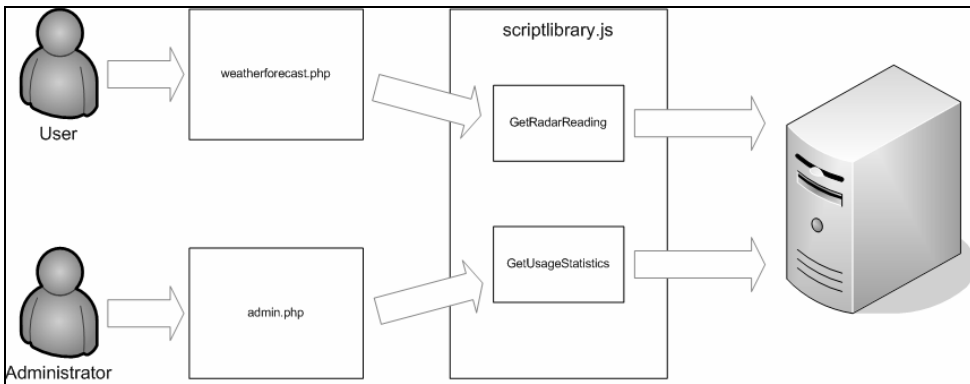 scriptlibrary.js
weatherforecast.php
GetRadarReading
User
GetUsageStatistics
admin.php
Administrator